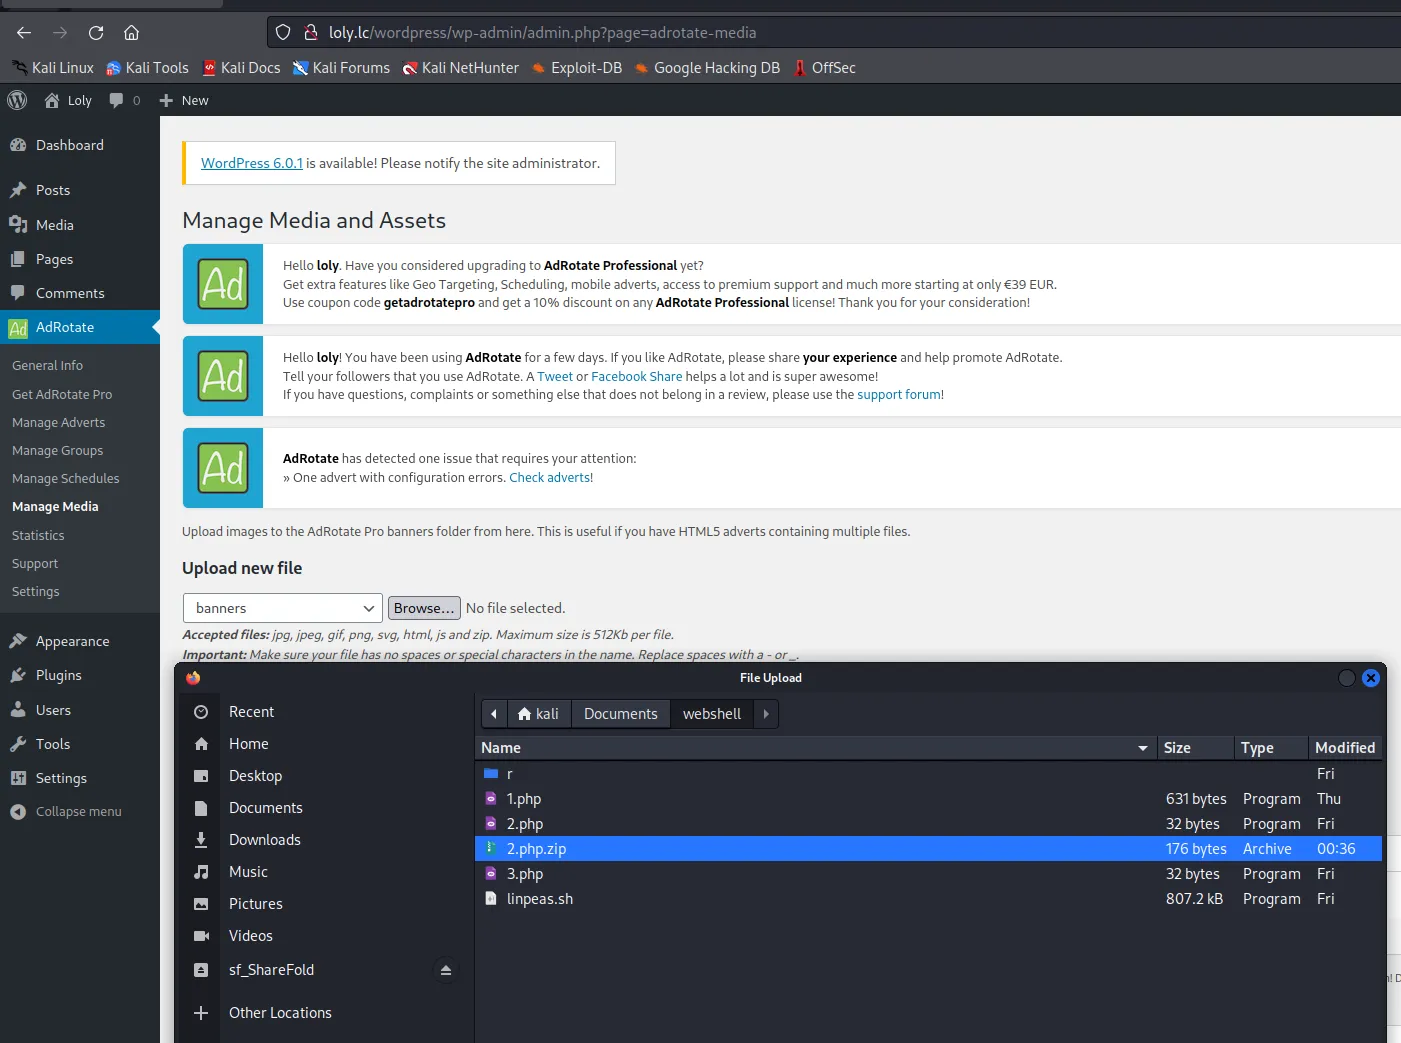 loly.lc/wordpress/wp-admin/admin.php?page=adrotate-media
Kali Linux Kali Tools Kali Docs Kali Forums Kali NetHunter Exploit-DB Google Hacking DB OffSec
Loly 0 New
Dashboard
Posts
Media
Pages
Comments
AdRotate
General Info
Get AdRotate Pro
Manage Adverts
Manage Groups
Manage Schedules
Manage Media
Statistics
Support
Settings
Appearance
Plugins
Users
Tools
Settings
Collapse menu
WordPress 6.0.1 is available! Please notify the site administrator.
Manage Media and Assets
Ad
Hello loly. Have you considered upgrading to AdRotate Professional yet?
Get extra features like Geo Targeting, Scheduling, mobile adverts, access to premium support and much more starting at only €39 EUR.
Use coupon code getadrotatepro and get a 10% discount on any AdRotate Professional license! Thank you for your consideration!
Ad
Hello loly! You have been using AdRotate for a few days. If you like AdRotate, please share your experience and help promote AdRotate.
Tell your followers that you use AdRotate. A Tweet or Facebook Share helps a lot and is super awesome!
If you have questions, complaints or something else that does not belong in a review, please use the support forum!
Ad
AdRotate has detected one issue that requires your attention:
» One advert with configuration errors. Check adverts!
Upload images to the AdRotate Pro banners folder from here. This is useful if you have HTML5 adverts containing multiple files.
Upload new file
banners Browse... No file selected.
Accepted files: jpg, jpeg, gif, png, svg, html, js and zip. Maximum size is 512Kb per file.
Important: Make sure your file has no spaces or special characters in the name. Replace spaces with a - or _.
File Upload
Recent
Home
Desktop
Documents
Downloads
Music
Pictures
Videos
sf_ShareFold
Other Locations
kali Documents webshell
Name Size Type Modified
r Fri
1.php 631 bytes Program Thu
2.php 32 bytes Program Fri
2.php.zip 176 bytes Archive 00:36
3.php 32 bytes Program Fri
linpeas.sh 807.2 kB Program Fri